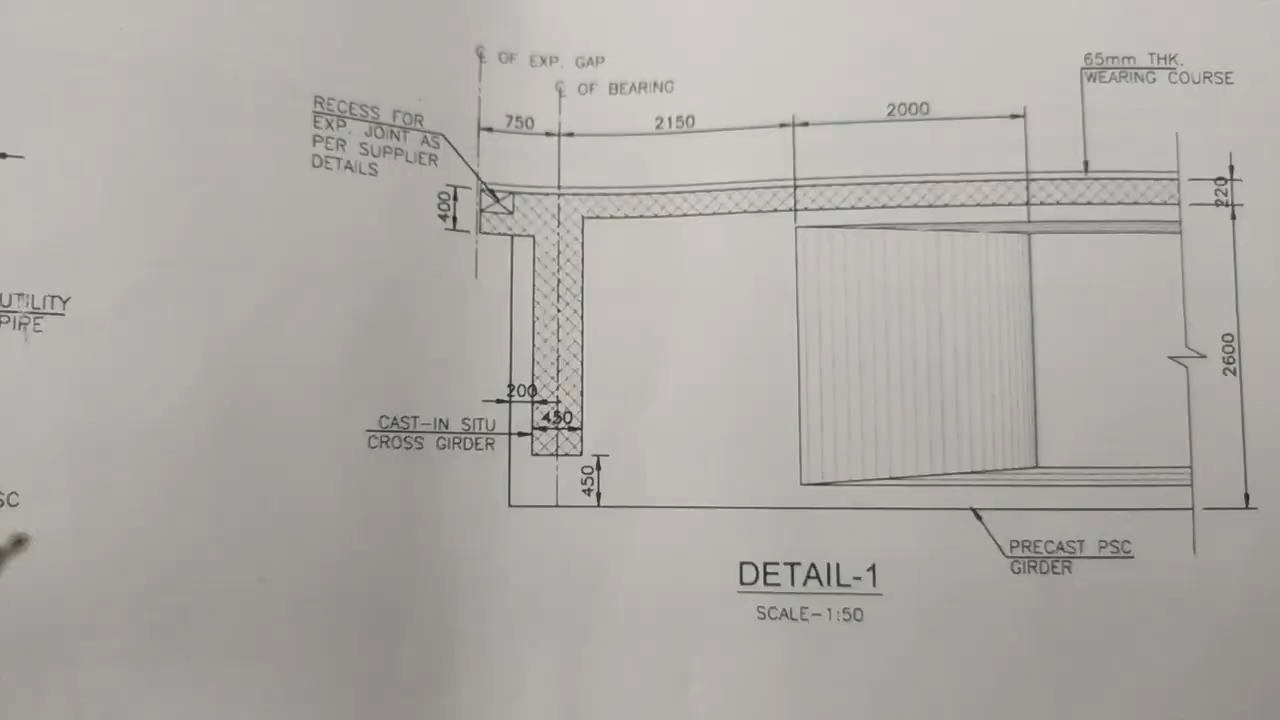 ℄ OF EXP. GAP
℄ OF BEARING
65mm THK.
WEARING COURSE
RECESS FOR
EXP. JOINT AS
PER SUPPLIER
DETAILS
750
2150
2000
400
220
UTILITY
PIPE
2600
200
450
CAST-IN SITU
CROSS GIRDER
450
SC
PRECAST PSC
GIRDER
DETAIL-1
SCALE-1:50